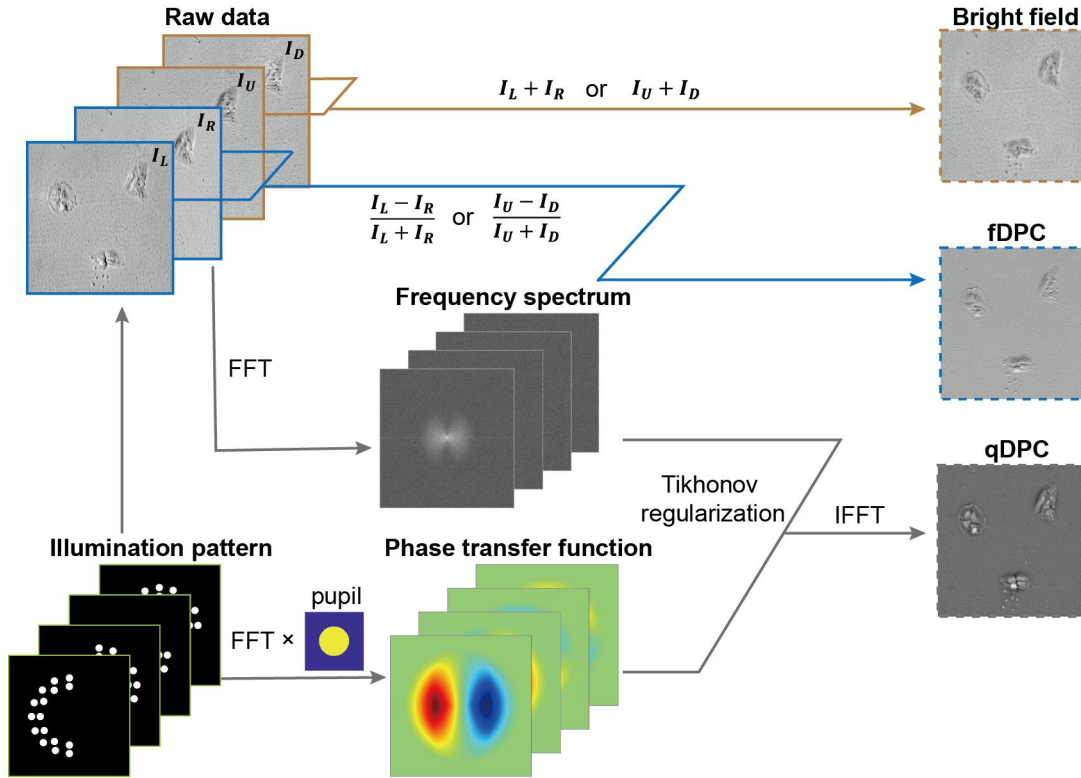 Raw data
Bright field
I_D
I_U
I_R
I_L
I_L + I_R or I_U + I_D
I_L − I_R / I_L + I_R or I_U − I_D / I_U + I_D
fDPC
Frequency spectrum
FFT
qDPC
Tikhonov
regularization
IFFT
Illumination pattern
Phase transfer function
pupil
FFT ×